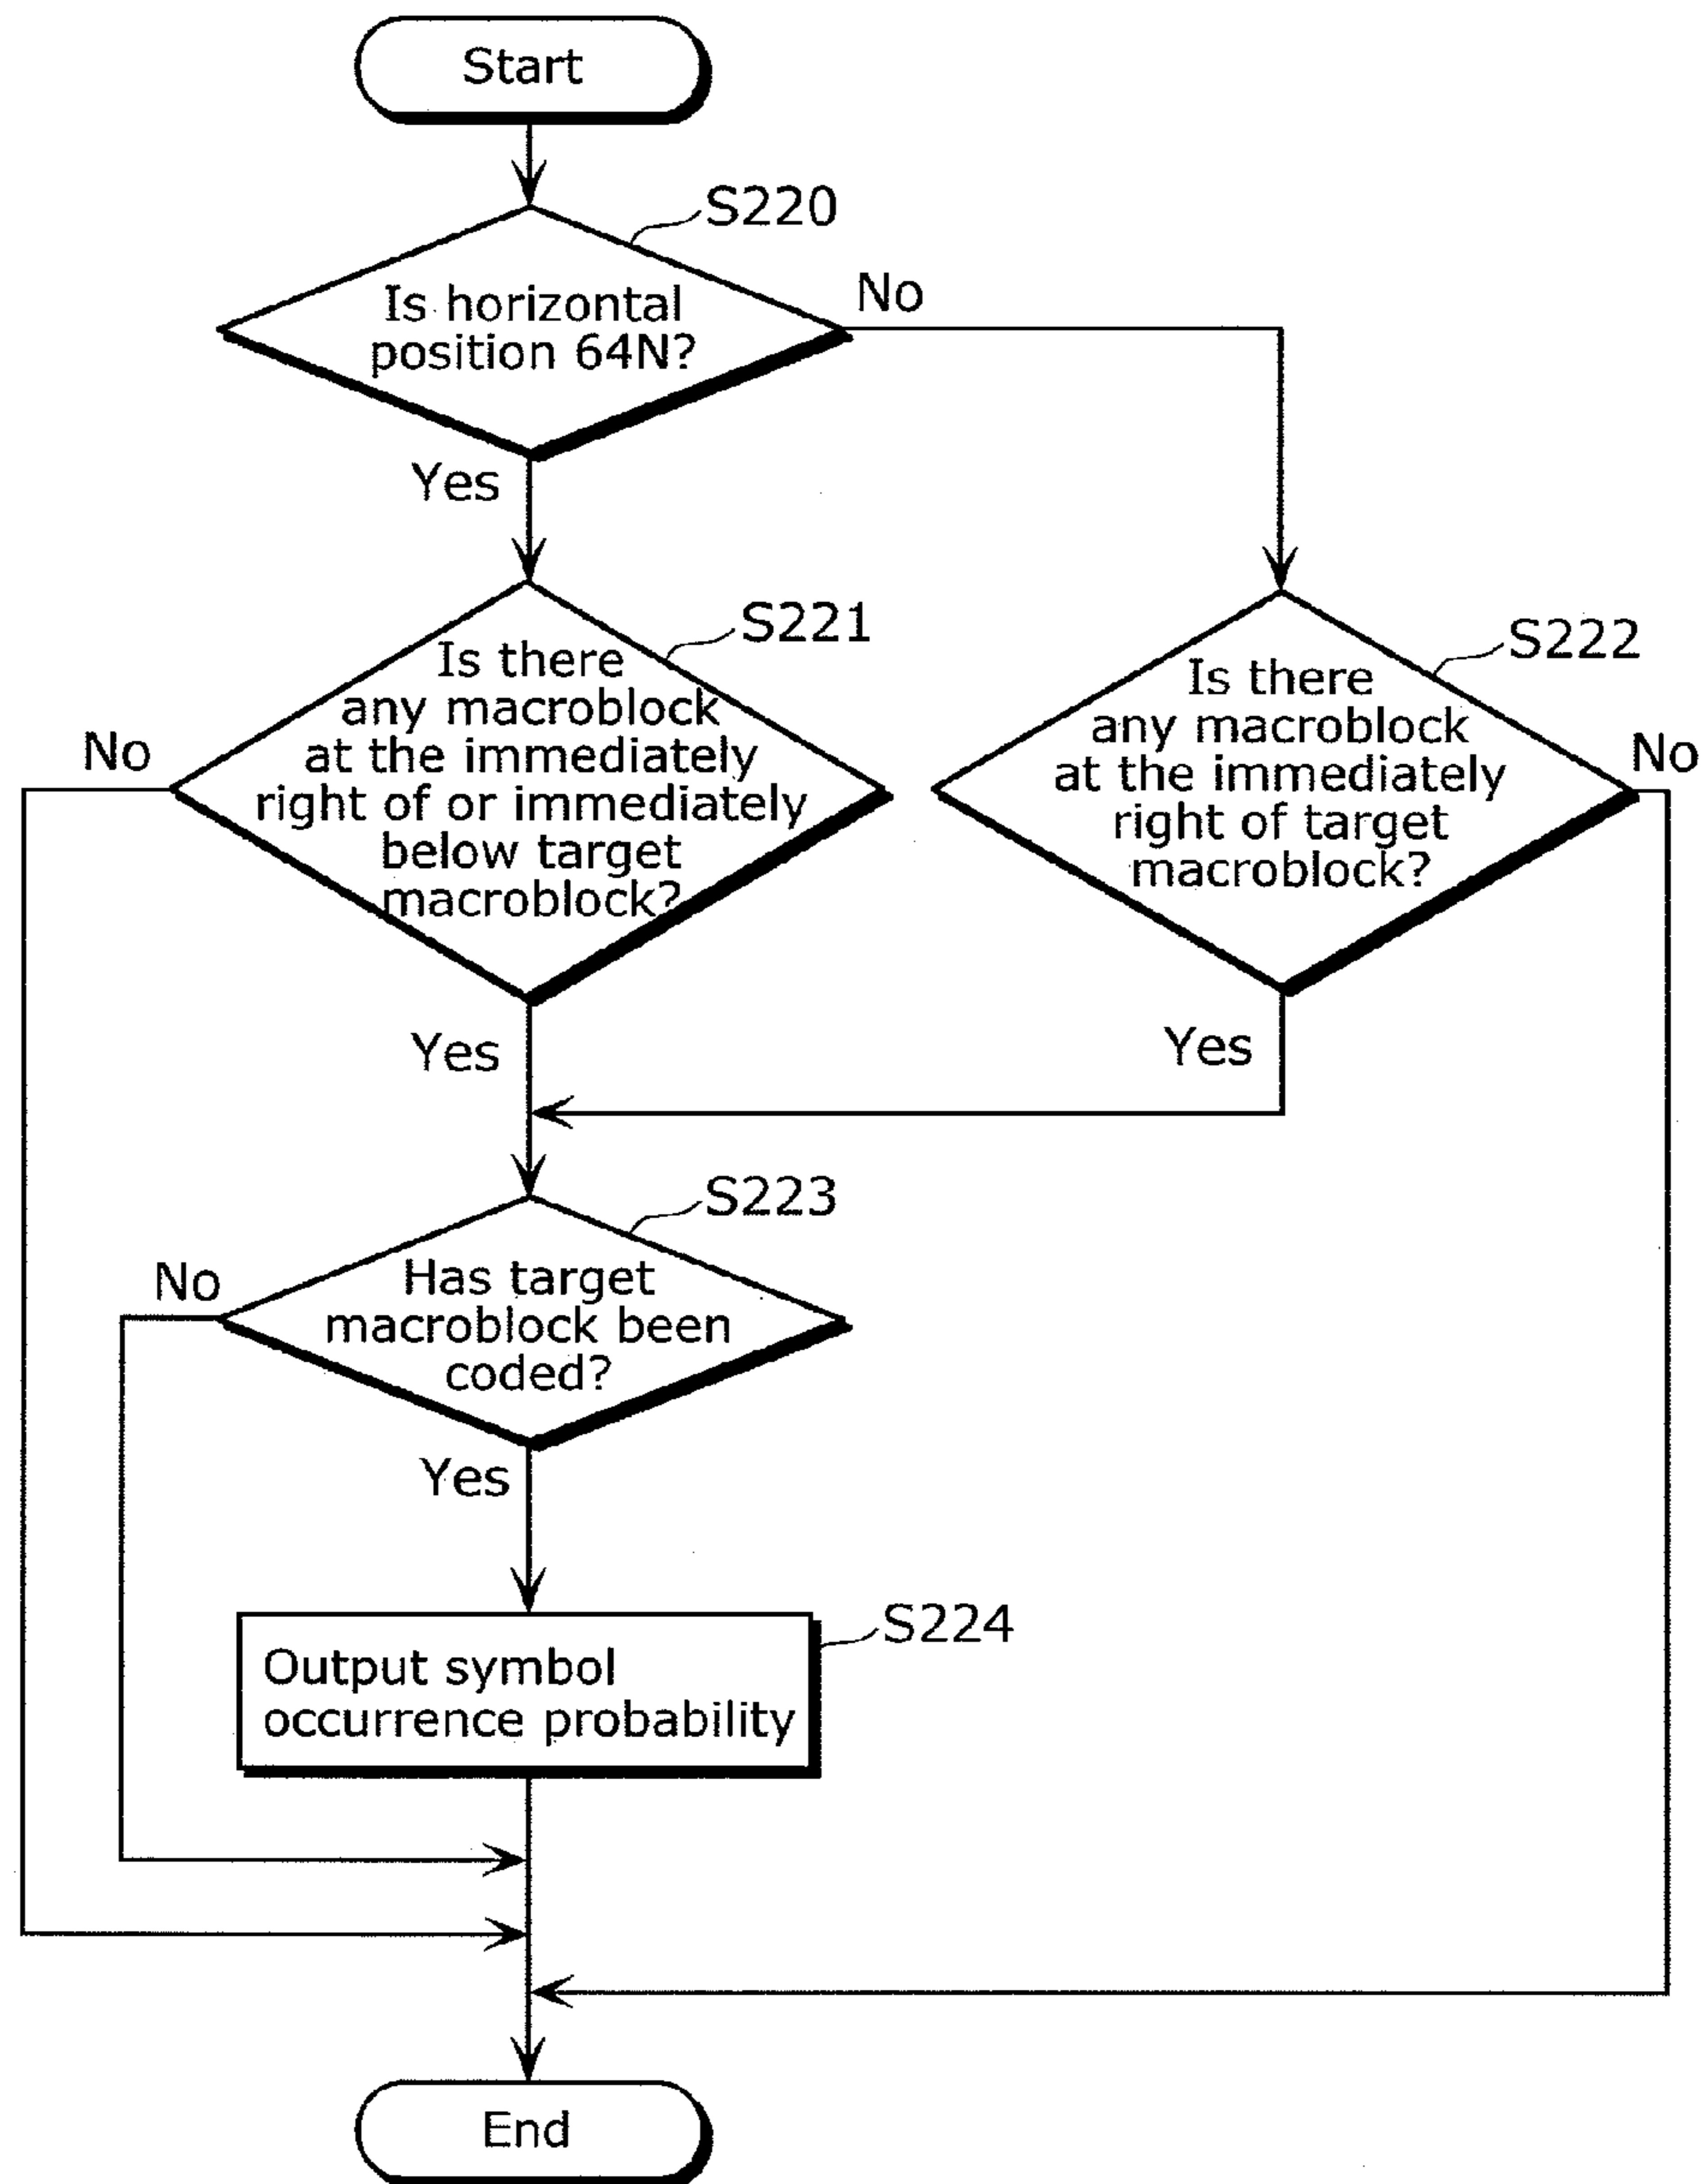 Start
S220
Is horizontal
position 64N?
No
Yes
S221
Is there
any macroblock
at the immediately
right of or immediately
below target
macroblock?
No
Yes
S222
Is there
any macroblock
at the immediately
right of target
macroblock?
No
Yes
S223
Has target
macroblock been
coded?
No
Yes
S224
Output symbol
occurrence probability
End